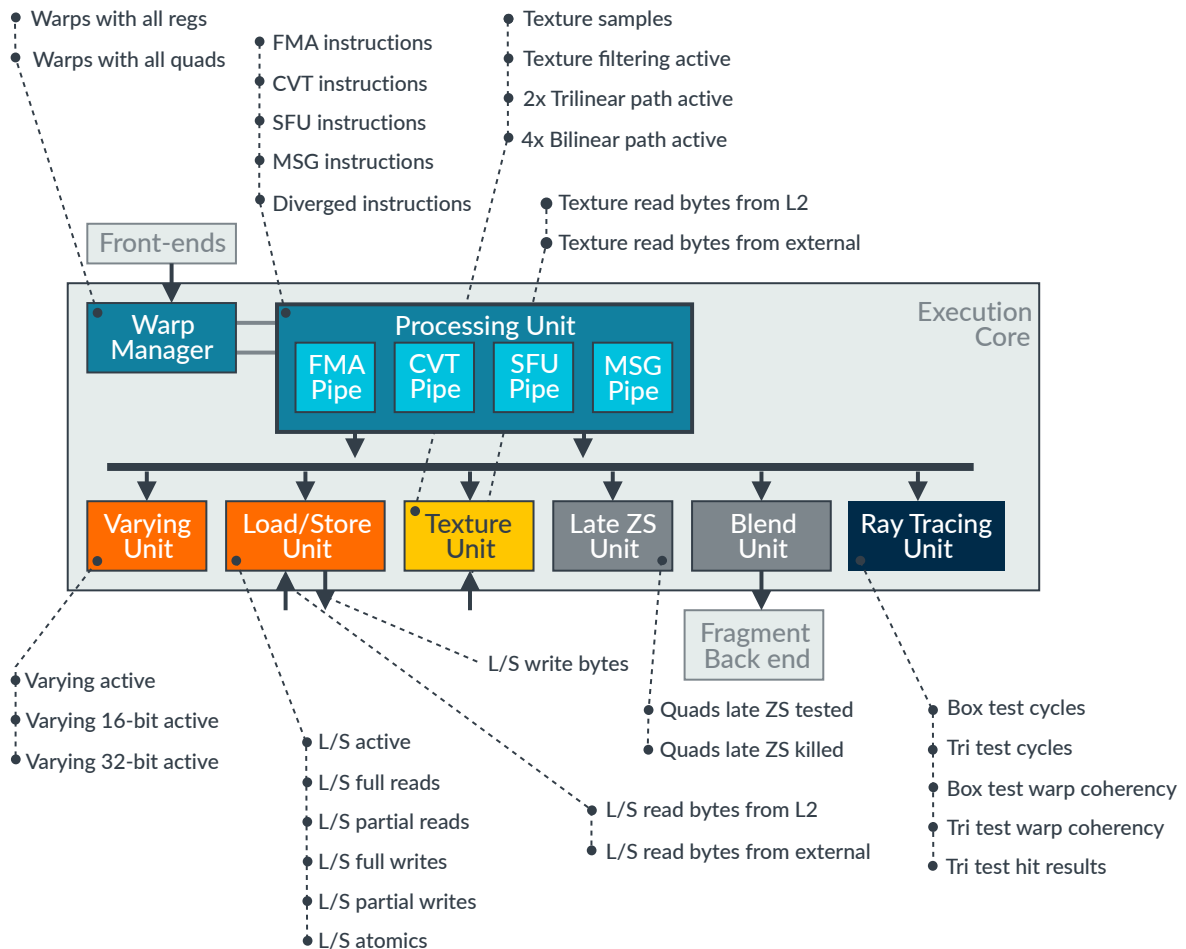 Warps with all regs
Warps with all quads
FMA instructions
CVT instructions
SFU instructions
MSG instructions
Diverged instructions
Texture samples
Texture filtering active
2x Trilinear path active
4x Bilinear path active
Texture read bytes from L2
Texture read bytes from external
Front-ends
Execution
Core
Warp
Manager
Processing Unit
FMA
Pipe
CVT
Pipe
SFU
Pipe
MSG
Pipe
Varying
Unit
Load/Store
Unit
Texture
Unit
Late ZS
Unit
Blend
Unit
Ray Tracing
Unit
Fragment
Back end
L/S write bytes
Varying active
Varying 16-bit active
Varying 32-bit active
L/S active
L/S full reads
L/S partial reads
L/S full writes
L/S partial writes
L/S atomics
L/S read bytes from L2
L/S read bytes from external
Quads late ZS tested
Quads late ZS killed
Box test cycles
Tri test cycles
Box test warp coherency
Tri test warp coherency
Tri test hit results